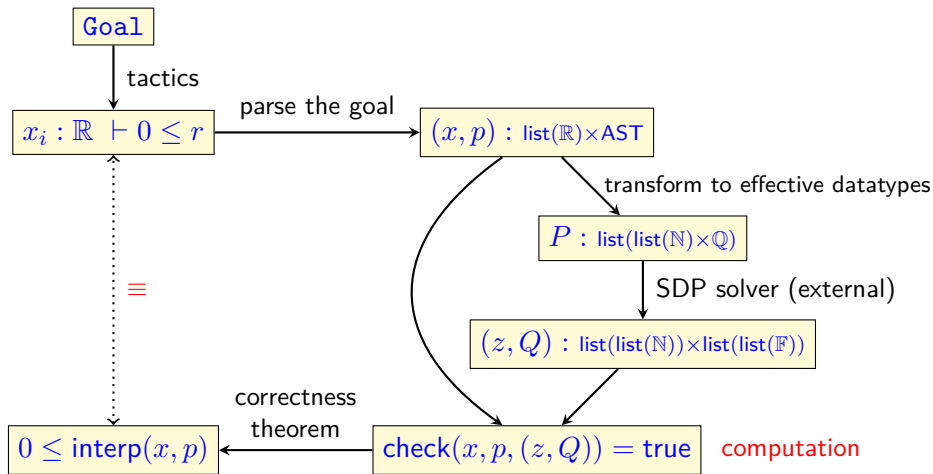 Goal
tactics
xᵢ : ℝ ⊢ 0 ≤ r
parse the goal
(x, p) : list(ℝ)×AST
transform to effective datatypes
P : list(list(ℕ)×ℚ)
SDP solver (external)
≡
(z, Q) : list(list(ℕ))×list(list(𝔽))
correctness
theorem
0 ≤ interp(x, p)
check(x, p, (z, Q)) = true
computation